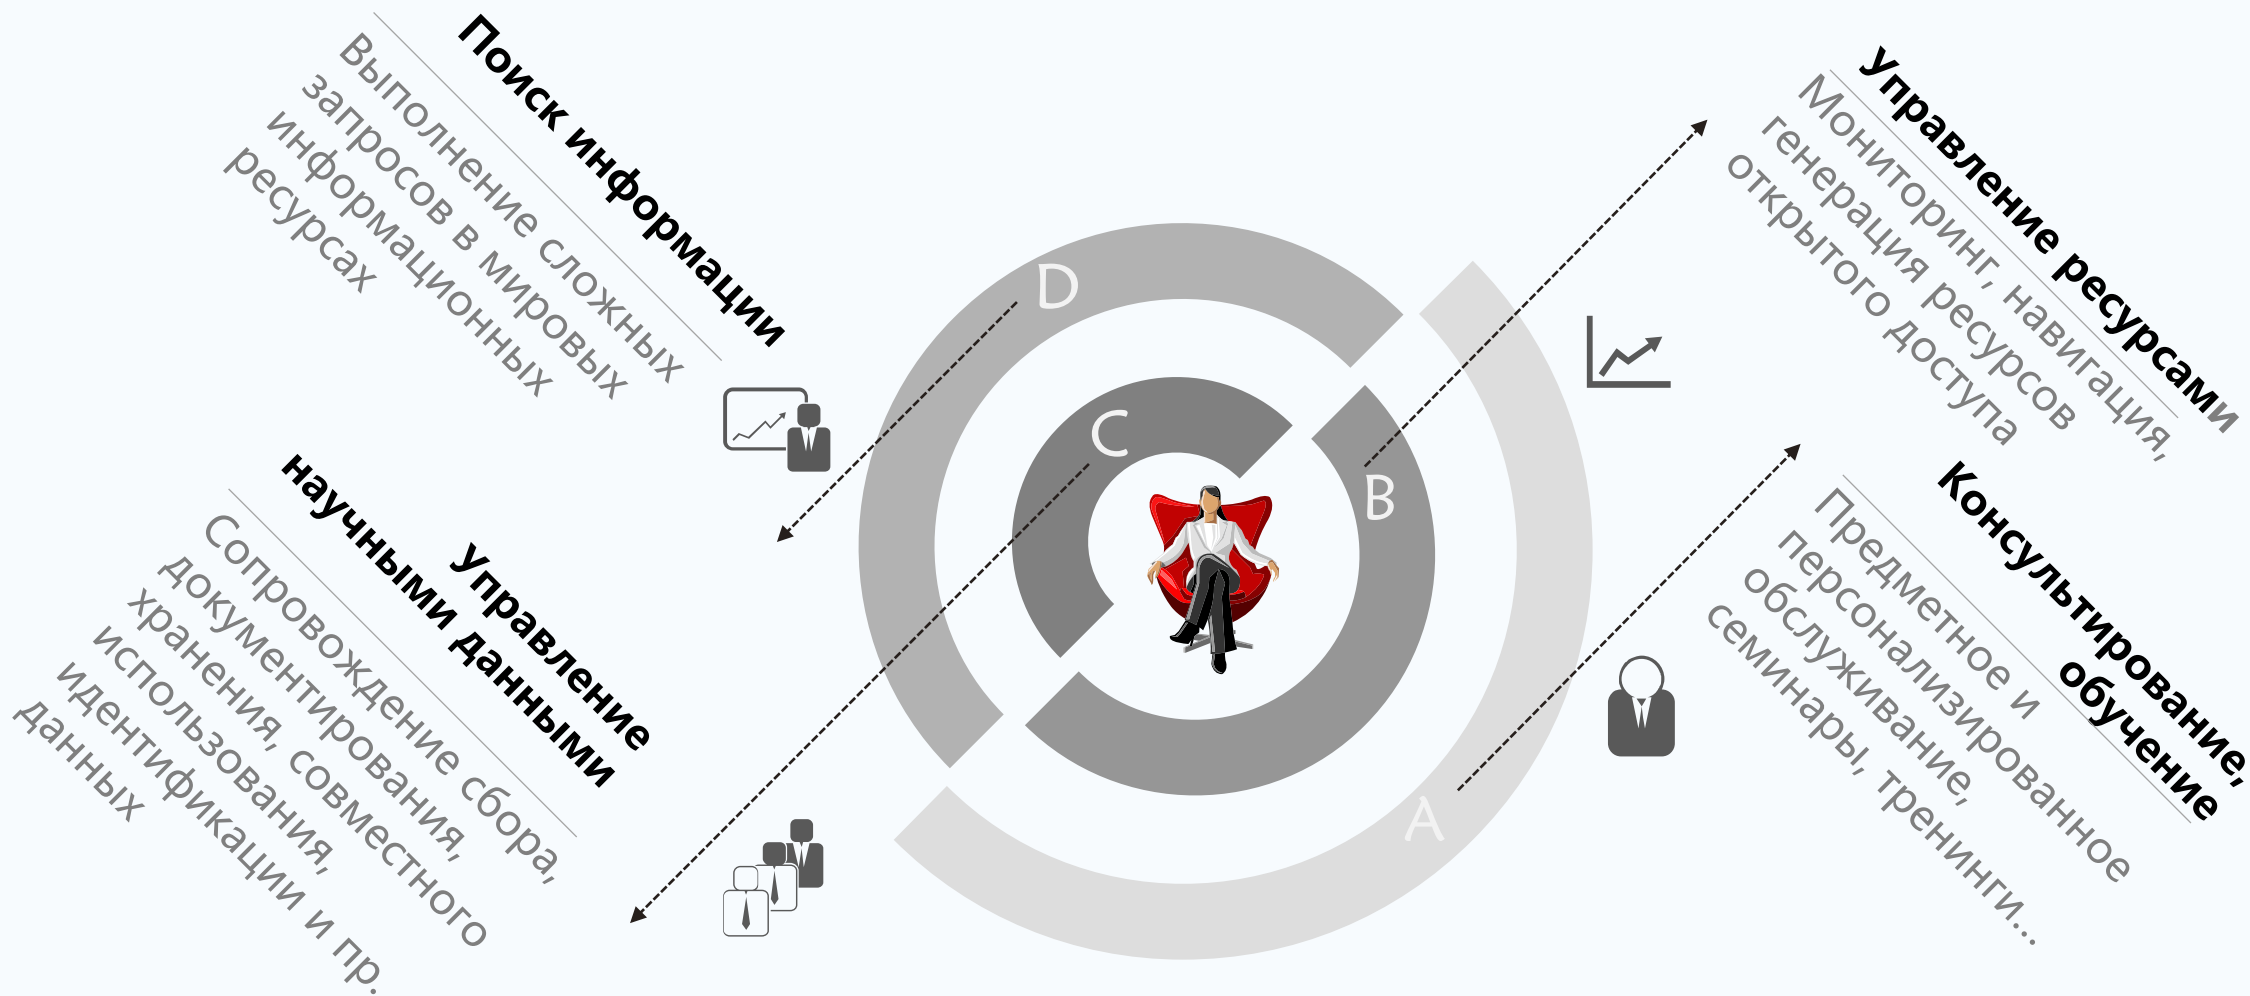 Поиск информации
Выполнение сложных
запросов в мировых
информационных
ресурсах
Управление
научными данными
Сопровождение сбора,
документирования,
хранения, совместного
использования,
идентификации и пр.
данных
D
C
B
A
Управление ресурсами
Мониторинг, навигация,
генерация ресурсов
открытого доступа
Консультирование,
обучение
Предметное и
персонализированное
обслуживание,
семинары, тренинги...